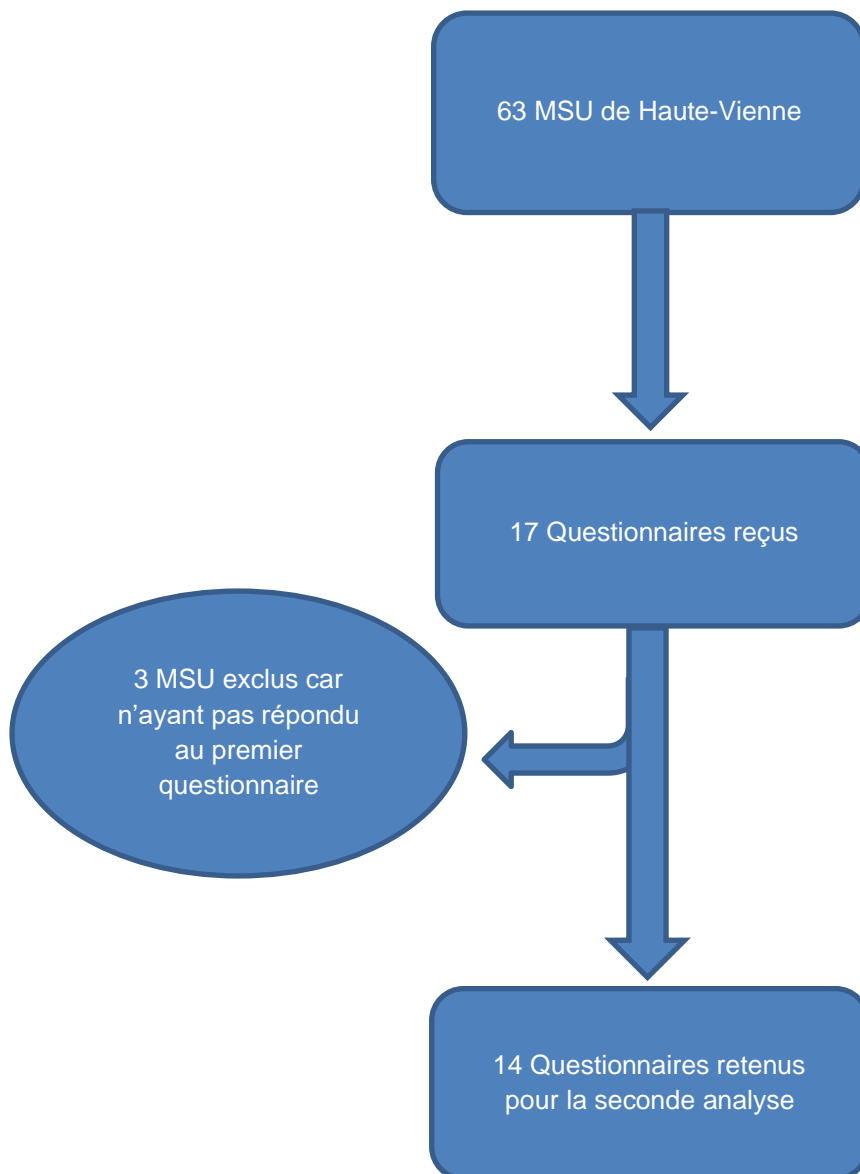 63 MSU de Haute-Vienne
17 Questionnaires reçus
3 MSU exclus car
n’ayant pas répondu
au premier
questionnaire
14 Questionnaires retenus
pour la seconde analyse